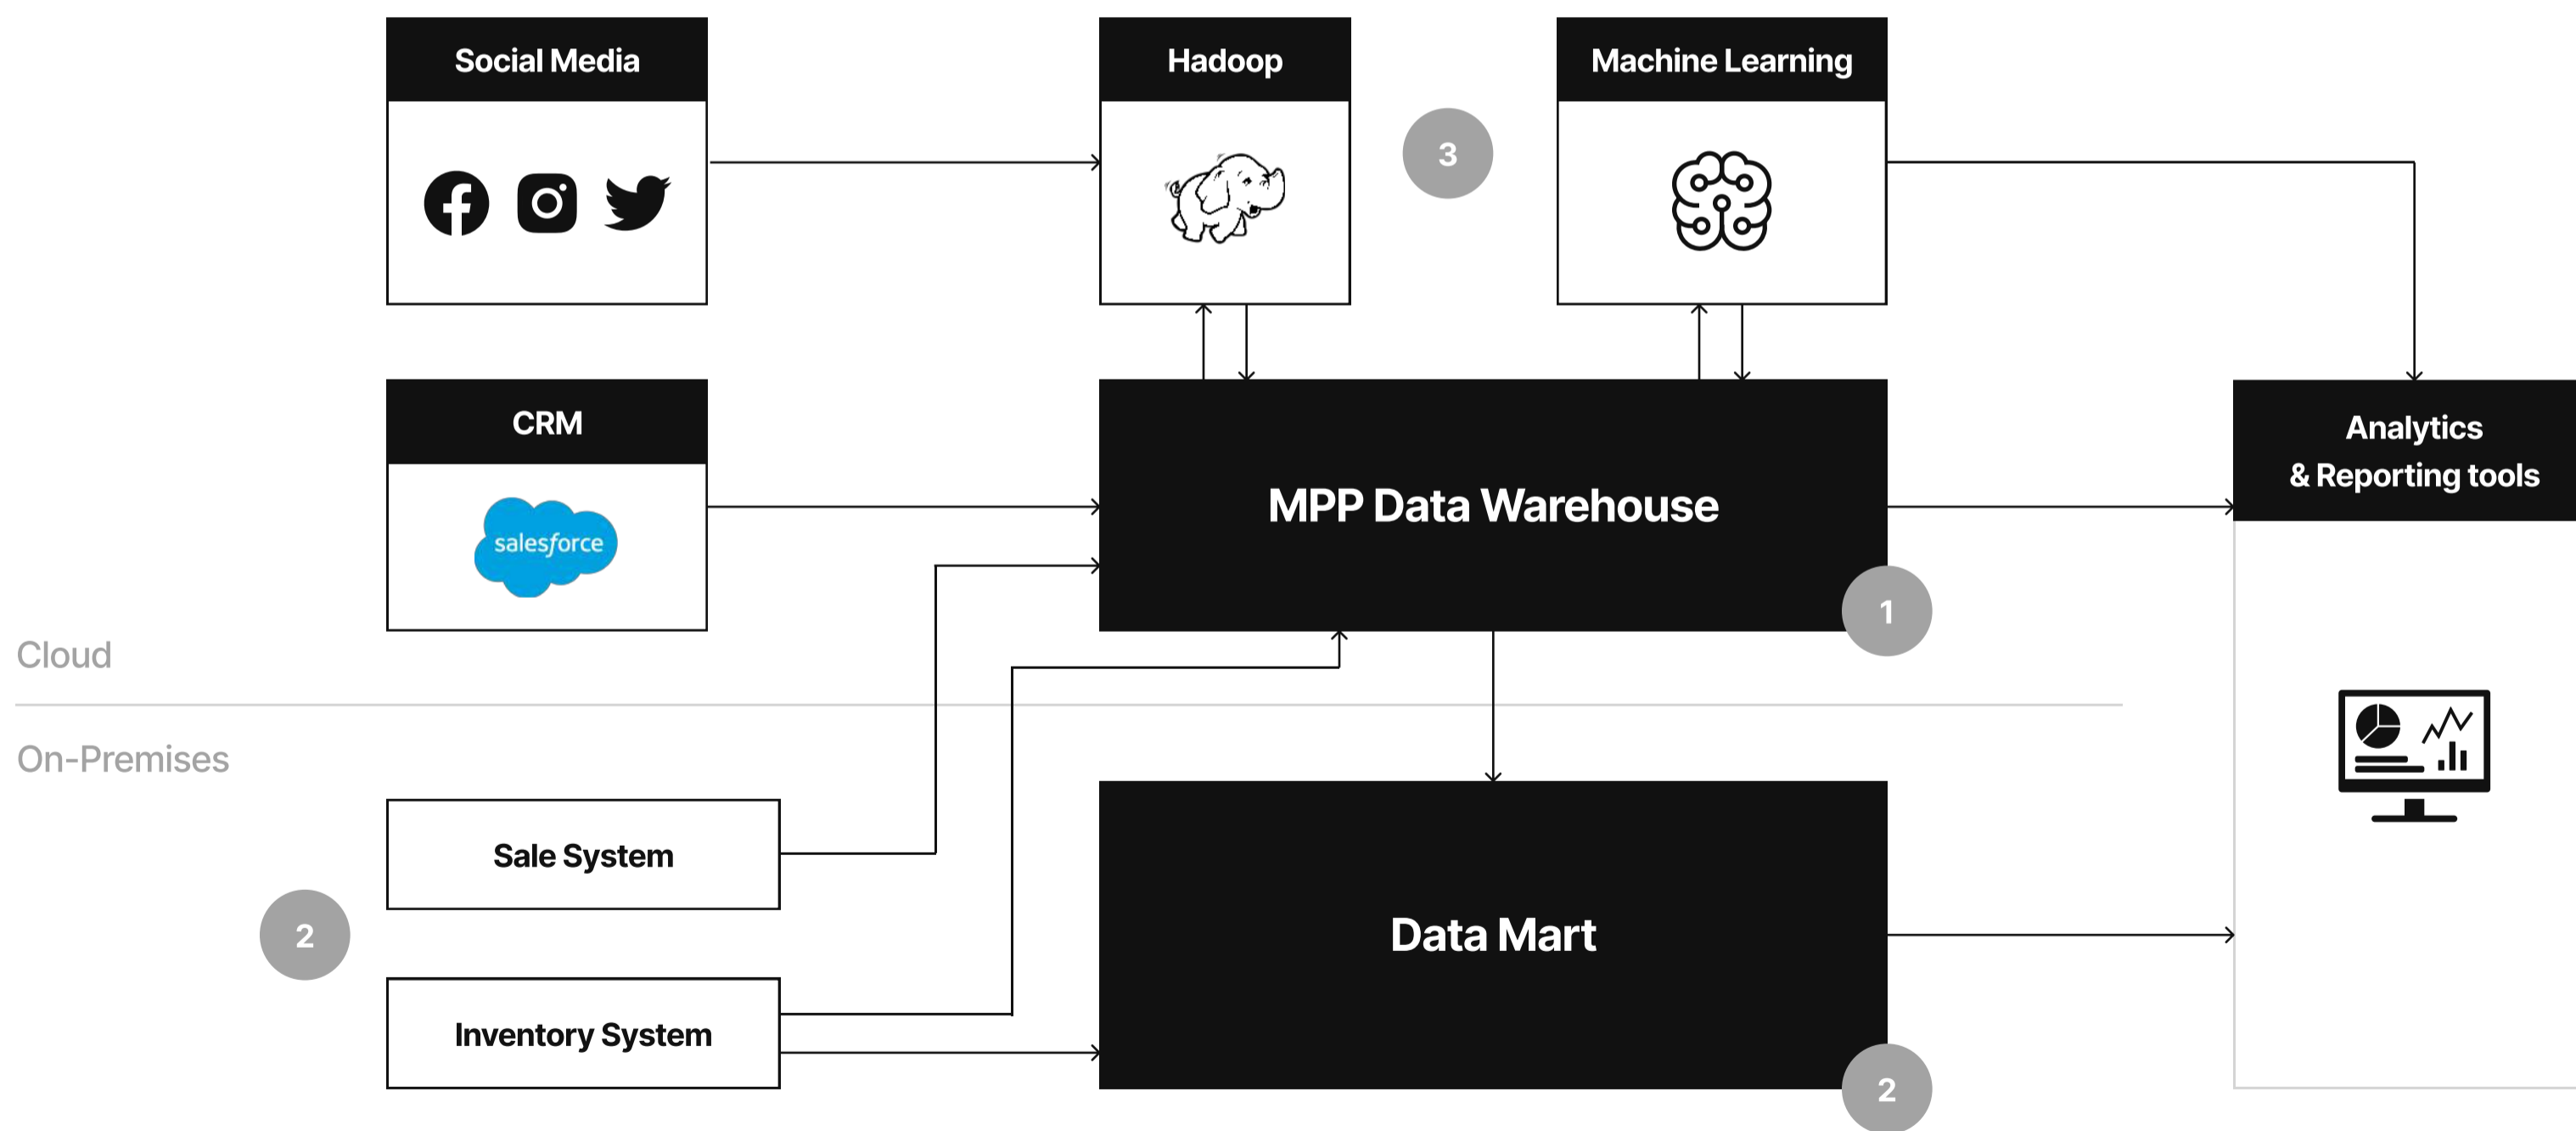 Social Media
Hadoop
Machine Learning
3
CRM
salesforce
MPP Data Warehouse
Analytics
& Reporting tools
1
Cloud
On-Premises
Sale System
2
Inventory System
Data Mart
2